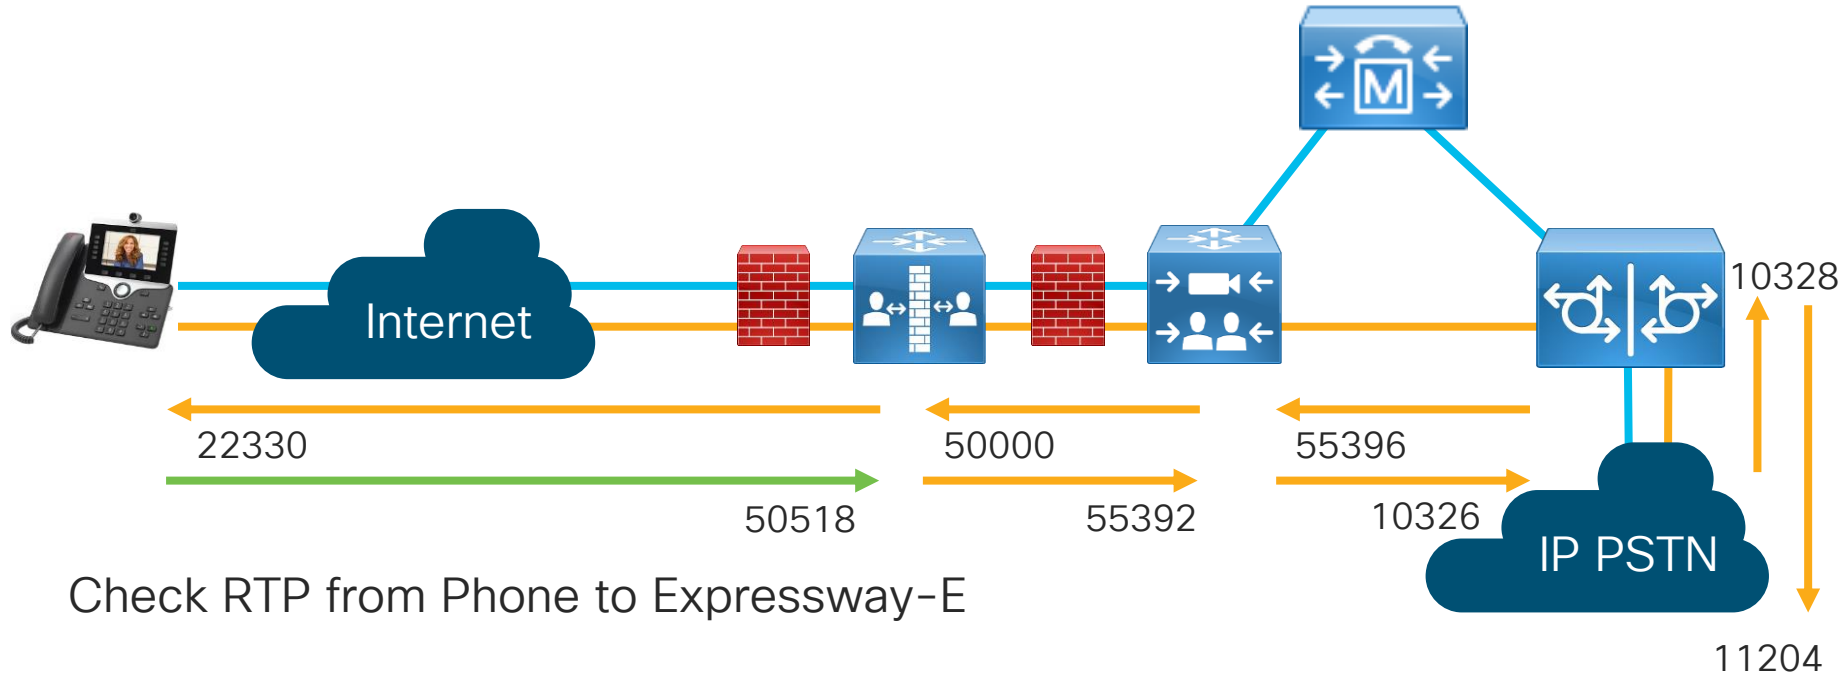 M
10328
Internet
22330
50000
55396
50518
55392
10326
IP PSTN
Check RTP from Phone to Expressway-E
11204